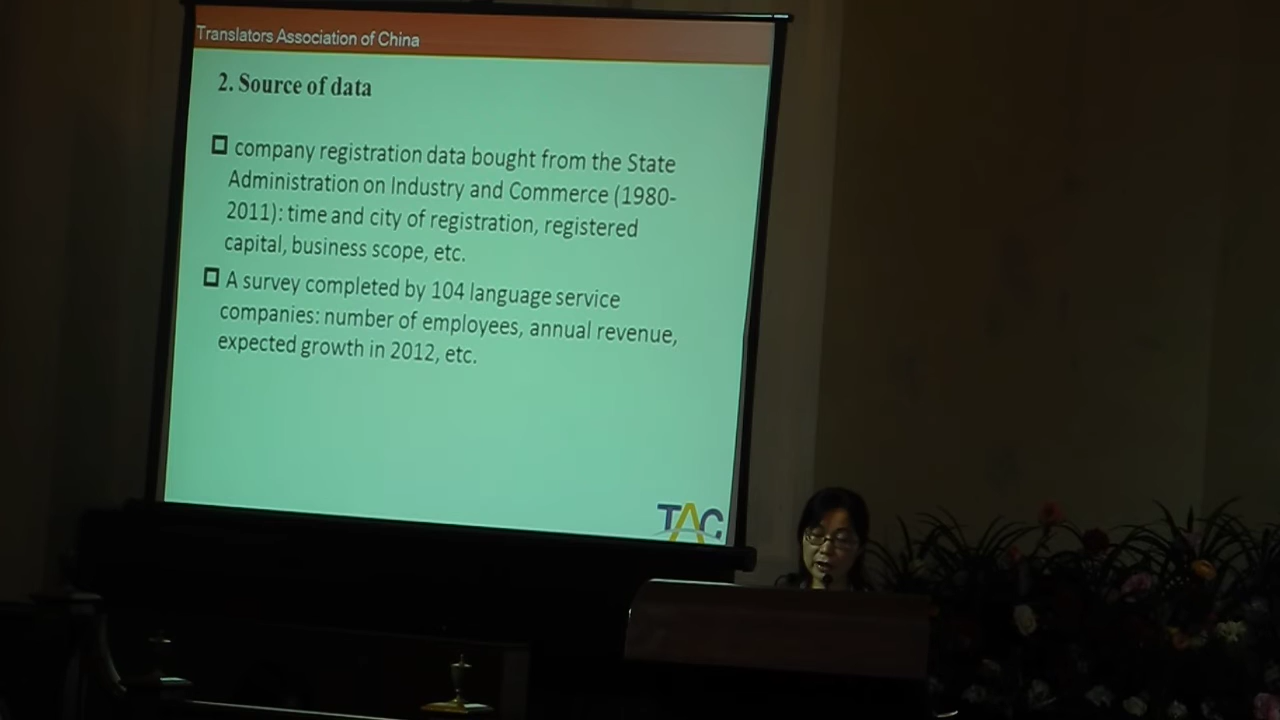 Translators Association of China
2. Source of data
company registration data bought from the State
Administration on Industry and Commerce (1980-
2011): time and city of registration, registered
capital, business scope, etc.
A survey completed by 104 language service
companies: number of employees, annual revenue,
expected growth in 2012, etc.
TAC